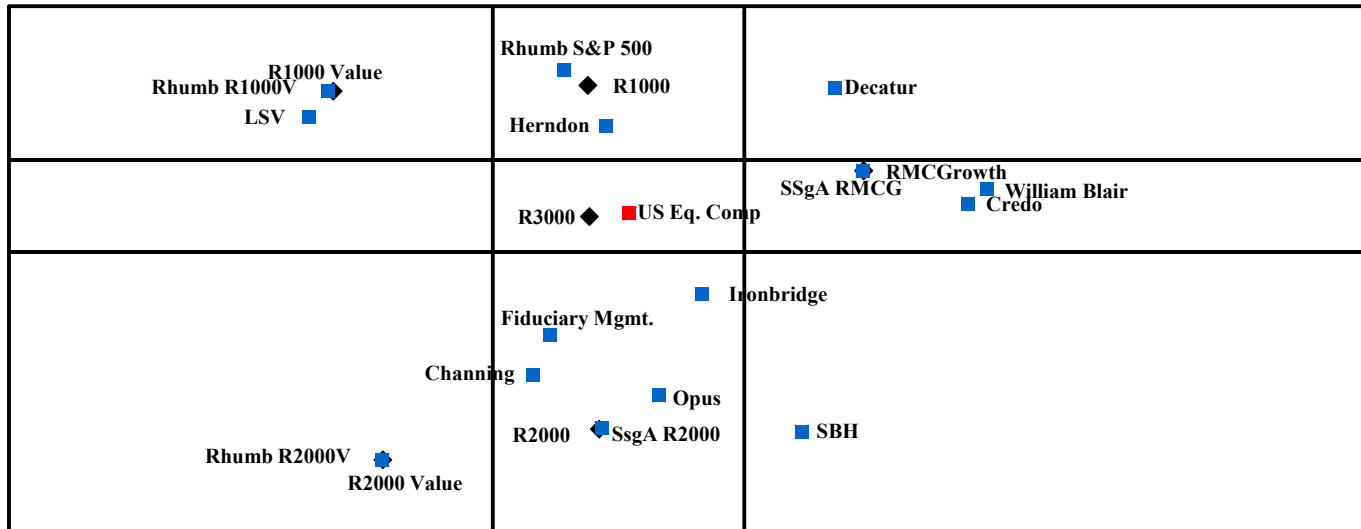 Rhumb S&P 500
R1000 Value
Rhumb R1000V
R1000
Decatur
LSV
Herndon
RMCGrowth
SSgA RMCG
William Blair
Credo
R3000
US Eq. Comp
Ironbridge
Fiduciary Mgmt.
Channing
Opus
R2000
SsgA R2000
SBH
Rhumb R2000V
R2000 Value